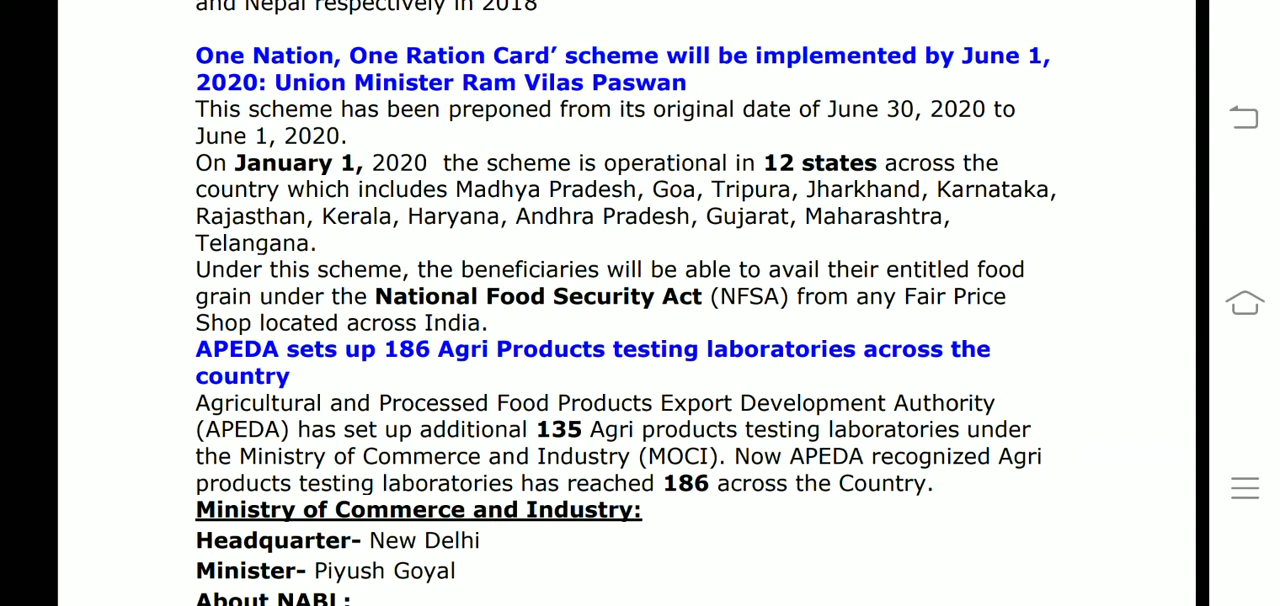 and Nepal respectively in 2018
One Nation, One Ration Card’ scheme will be implemented by June 1,
2020: Union Minister Ram Vilas Paswan
This scheme has been preponed from its original date of June 30, 2020 to
June 1, 2020.
On January 1, 2020 the scheme is operational in 12 states across the
country which includes Madhya Pradesh, Goa, Tripura, Jharkhand, Karnataka,
Rajasthan, Kerala, Haryana, Andhra Pradesh, Gujarat, Maharashtra,
Telangana.
Under this scheme, the beneficiaries will be able to avail their entitled food
grain under the National Food Security Act (NFSA) from any Fair Price
Shop located across India.
APEDA sets up 186 Agri Products testing laboratories across the
country
Agricultural and Processed Food Products Export Development Authority
(APEDA) has set up additional 135 Agri products testing laboratories under
the Ministry of Commerce and Industry (MOCI). Now APEDA recognized Agri
products testing laboratories has reached 186 across the Country.
Ministry of Commerce and Industry:
Headquarter- New Delhi
Minister- Piyush Goyal
About NABL: